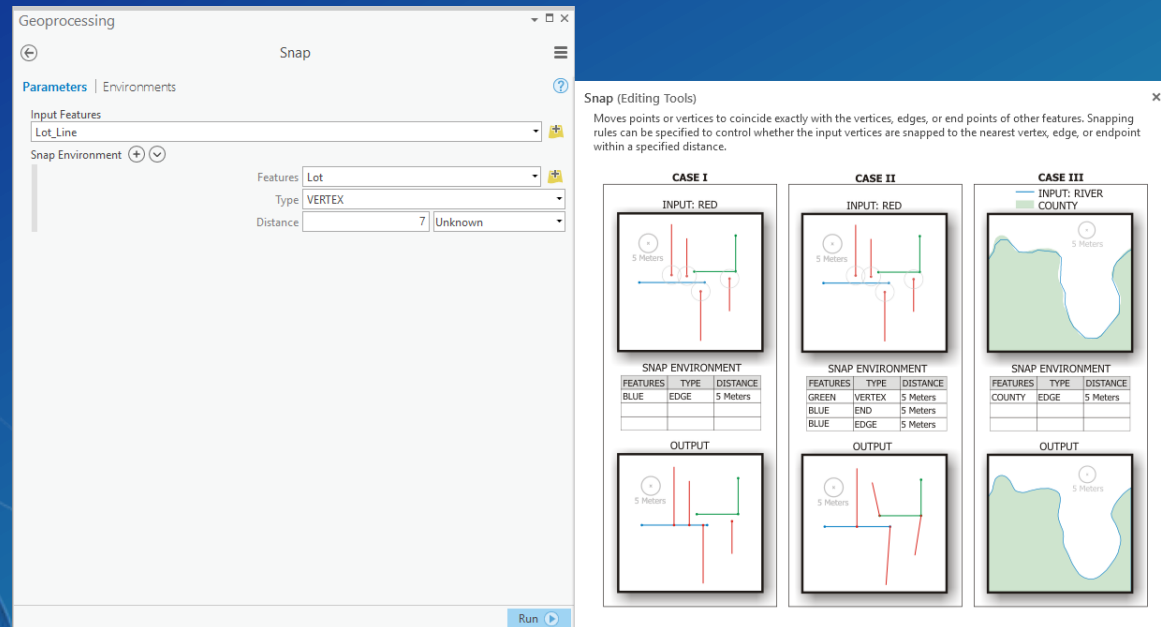 Geoprocessing
Snap
Parameters | Environments
?
Input Features
Lot_Line
Snap Environment
Features Lot
Type VERTEX
Distance 7 Unknown
Run
Snap (Editing Tools)
Moves points or vertices to coincide exactly with the vertices, edges, or end points of other features. Snapping
rules can be specified to control whether the input vertices are snapped to the nearest vertex, edge, or endpoint
within a specified distance.
CASE I
INPUT: RED
5 Meters
SNAP ENVIRONMENT
FEATURES TYPE DISTANCE
BLUE EDGE 5 Meters
OUTPUT
5 Meters
CASE II
INPUT: RED
5 Meters
SNAP ENVIRONMENT
FEATURES TYPE DISTANCE
GREEN VERTEX 5 Meters
BLUE END 5 Meters
BLUE EDGE 5 Meters
OUTPUT
5 Meters
CASE III
INPUT: RIVER
COUNTY
5 Meters
SNAP ENVIRONMENT
FEATURES TYPE DISTANCE
COUNTY EDGE 5 Meters
OUTPUT
5 Meters